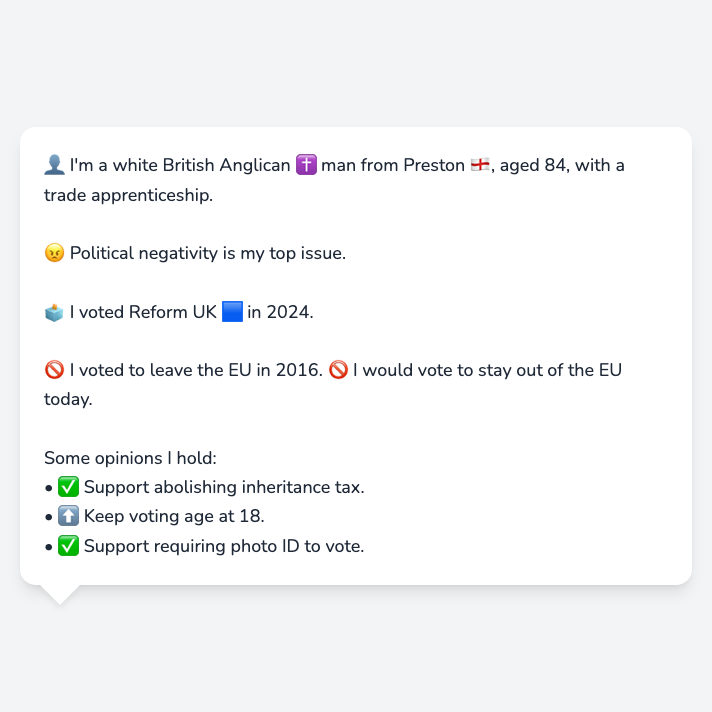 👤 I'm a white British Anglican ✝️ man from Preston 🏴󠁧󠁢󠁥󠁮󠁧󠁿, aged 84, with a
trade apprenticeship.
😠 Political negativity is my top issue.
🗳️ I voted Reform UK 🟦 in 2024.
🚫 I voted to leave the EU in 2016. 🚫 I would vote to stay out of the EU
today.
Some opinions I hold:
• ✅ Support abolishing inheritance tax.
• ⬆️ Keep voting age at 18.
• ✅ Support requiring photo ID to vote.